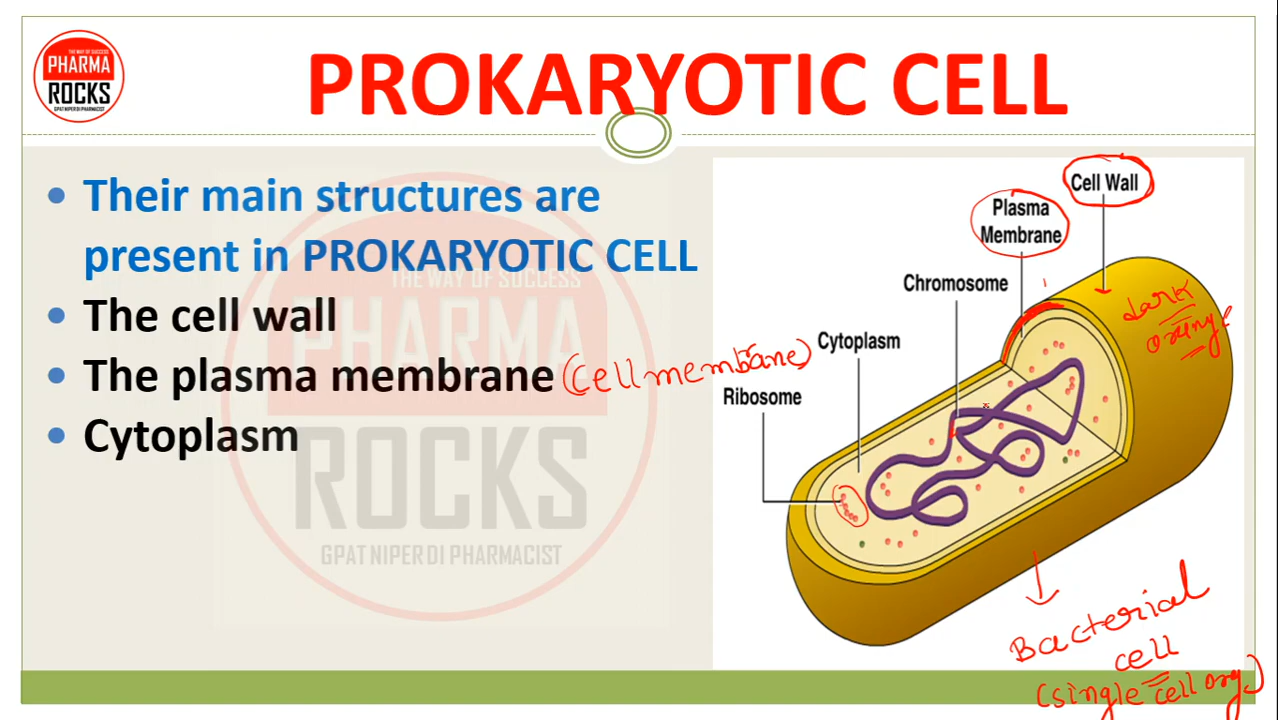 THE WAY OF SUCCESS
PHARMA
ROCKS
GPAT NIPER DI PHARMACIST
PROKARYOTIC CELL
• Their main structures are
present in PROKARYOTIC CELL
• The cell wall
• The plasma membrane (cell membrane)
• Cytoplasm
THE WAY OF SUCCESS
PHARMA
ROCKS
GPAT NIPER DI PHARMACIST
Cell Wall
Plasma
Membrane
Chromosome
Cytoplasm
Ribosome
dark
Bacterial
cell
(single cell org.)